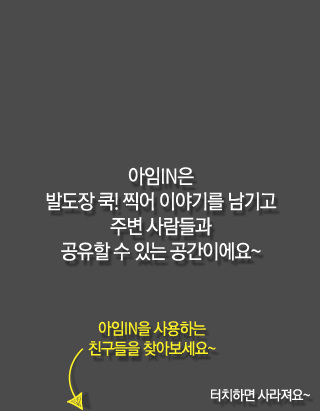 아임IN은
발도장 쿡! 찍어 이야기를 남기고
주변 사람들과
공유할 수 있는 공간이에요~
아임IN을 사용하는
친구들을 찾아보세요~
터치하면 사라져요~